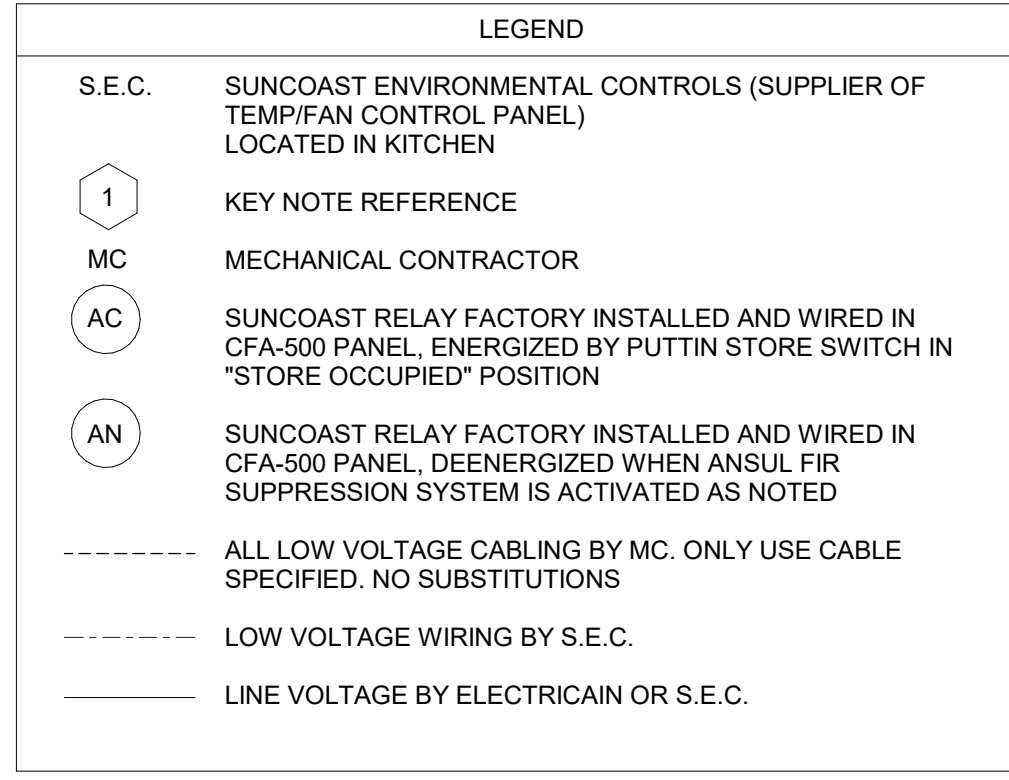 LEGEND
S.E.C. SUNCOAST ENVIRONMENTAL CONTROLS (SUPPLIER OF
TEMP/FAN CONTROL PANEL)
LOCATED IN KITCHEN
1 KEY NOTE REFERENCE
MC MECHANICAL CONTRACTOR
AC SUNCOAST RELAY FACTORY INSTALLED AND WIRED IN
CFA-500 PANEL, ENERGIZED BY PUTTIN STORE SWITCH IN
"STORE OCCUPIED" POSITION
AN SUNCOAST RELAY FACTORY INSTALLED AND WIRED IN
CFA-500 PANEL, DEENERGIZED WHEN ANSUL FIR
SUPPRESSION SYSTEM IS ACTIVATED AS NOTED
ALL LOW VOLTAGE CABLING BY MC. ONLY USE CABLE
SPECIFIED. NO SUBSTITUTIONS
LOW VOLTAGE WIRING BY S.E.C.
LINE VOLTAGE BY ELECTRICAIN OR S.E.C.